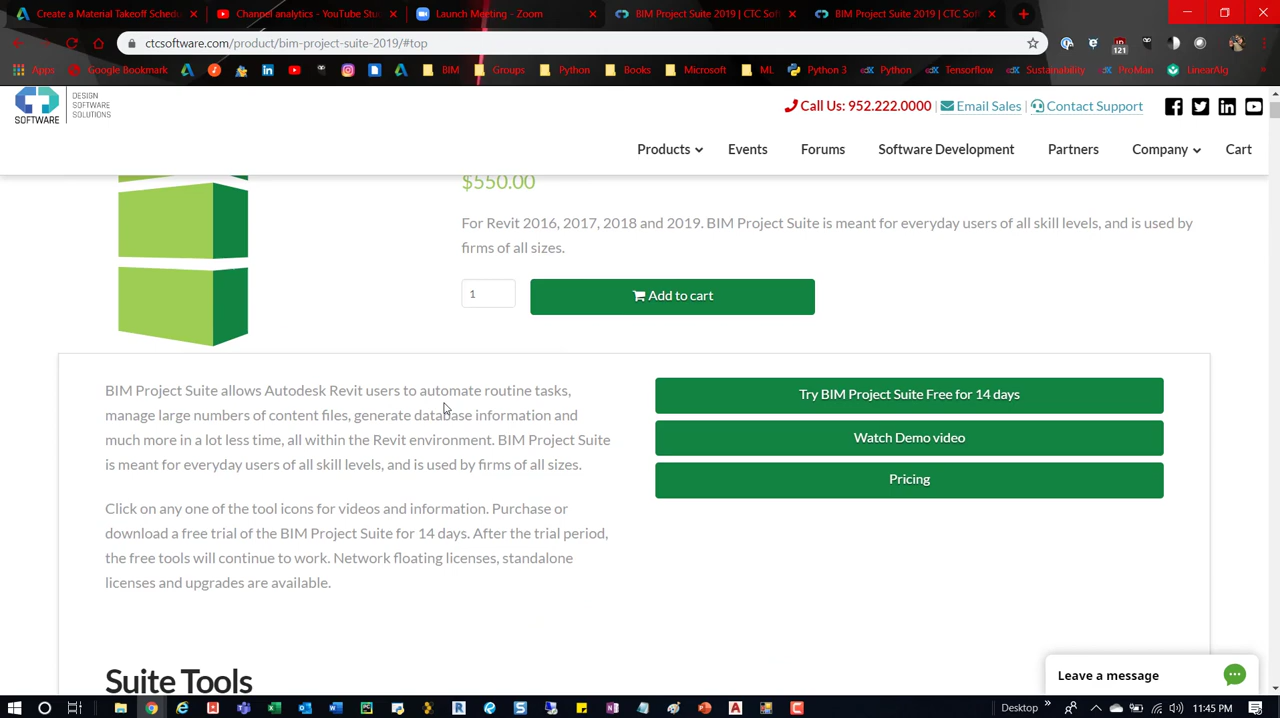 Create a Material Takeoff Schedu
Channel analytics - YouTube Stu
Launch Meeting - Zoom
BIM Project Suite 2019 | CTC Sof
BIM Project Suite 2019 | CTC Sof
ctcsoftware.com/product/bim-project-suite-2019/#top
121
Apps
Google Bookmark
BIM
Groups
Python
Books
Microsoft
ML
Python 3
Python
Tensorflow
Sustainability
ProMan
LinearAlg
SOFTWARE
DESIGN
SOFTWARE
SOLUTIONS
Call Us: 952.222.0000 | Email Sales | Contact Support
Products Events Forums Software Development Partners Company Cart
$550.00
For Revit 2016, 2017, 2018 and 2019. BIM Project Suite is meant for everyday users of all skill levels, and is used by
firms of all sizes.
1
Add to cart
BIM Project Suite allows Autodesk Revit users to automate routine tasks,
manage large numbers of content files, generate database information and
much more in a lot less time, all within the Revit environment. BIM Project Suite
is meant for everyday users of all skill levels, and is used by firms of all sizes.
Click on any one of the tool icons for videos and information. Purchase or
download a free trial of the BIM Project Suite for 14 days. After the trial period,
the free tools will continue to work. Network floating licenses, standalone
licenses and upgrades are available.
Try BIM Project Suite Free for 14 days
Watch Demo video
Pricing
Suite Tools
Leave a message
Desktop
11:45 PM